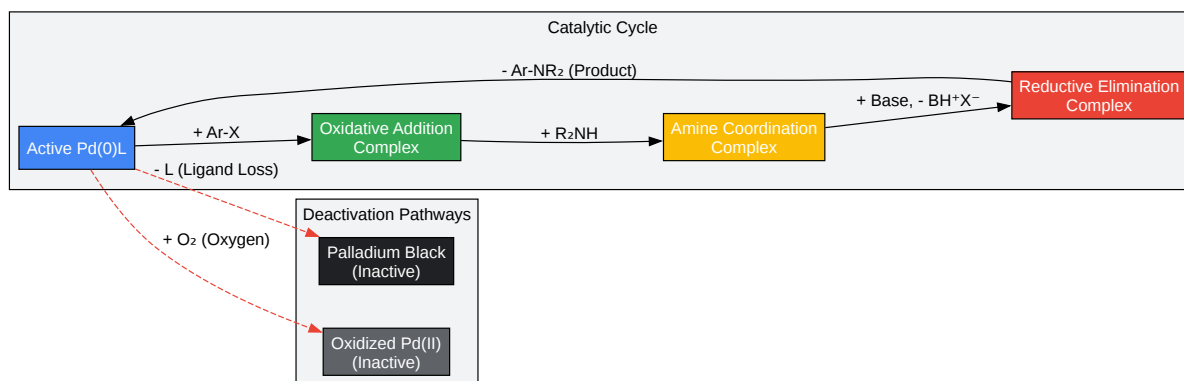 Catalytic Cycle
- Ar-NR₂ (Product)
Reductive Elimination
Complex
+ Base, - BH⁺X⁻
Active Pd(0)L
+ Ar-X
Oxidative Addition
Complex
+ R₂NH
Amine Coordination
Complex
- L (Ligand Loss)
Deactivation Pathways
+ O₂ (Oxygen)
Palladium Black
(Inactive)
Oxidized Pd(II)
(Inactive)